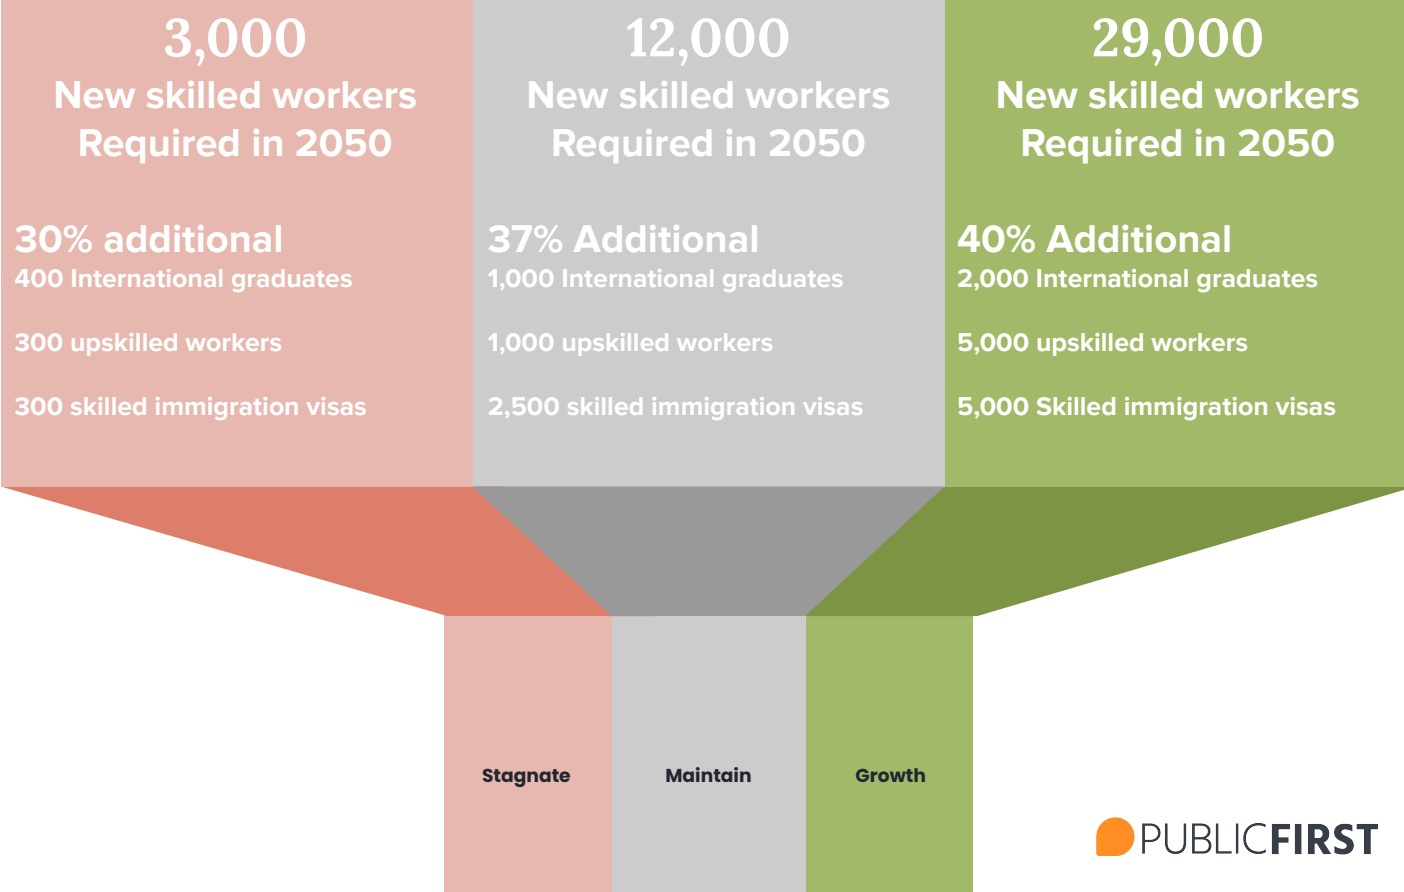 3,000
New skilled workers
Required in 2050
30% additional
400 International graduates
300 upskilled workers
300 skilled immigration visas
12,000
New skilled workers
Required in 2050
37% Additional
1,000 International graduates
1,000 upskilled workers
2,500 skilled immigration visas
29,000
New skilled workers
Required in 2050
40% Additional
2,000 International graduates
5,000 upskilled workers
5,000 Skilled immigration visas
Stagnate
Maintain
Growth
PUBLICFIRST